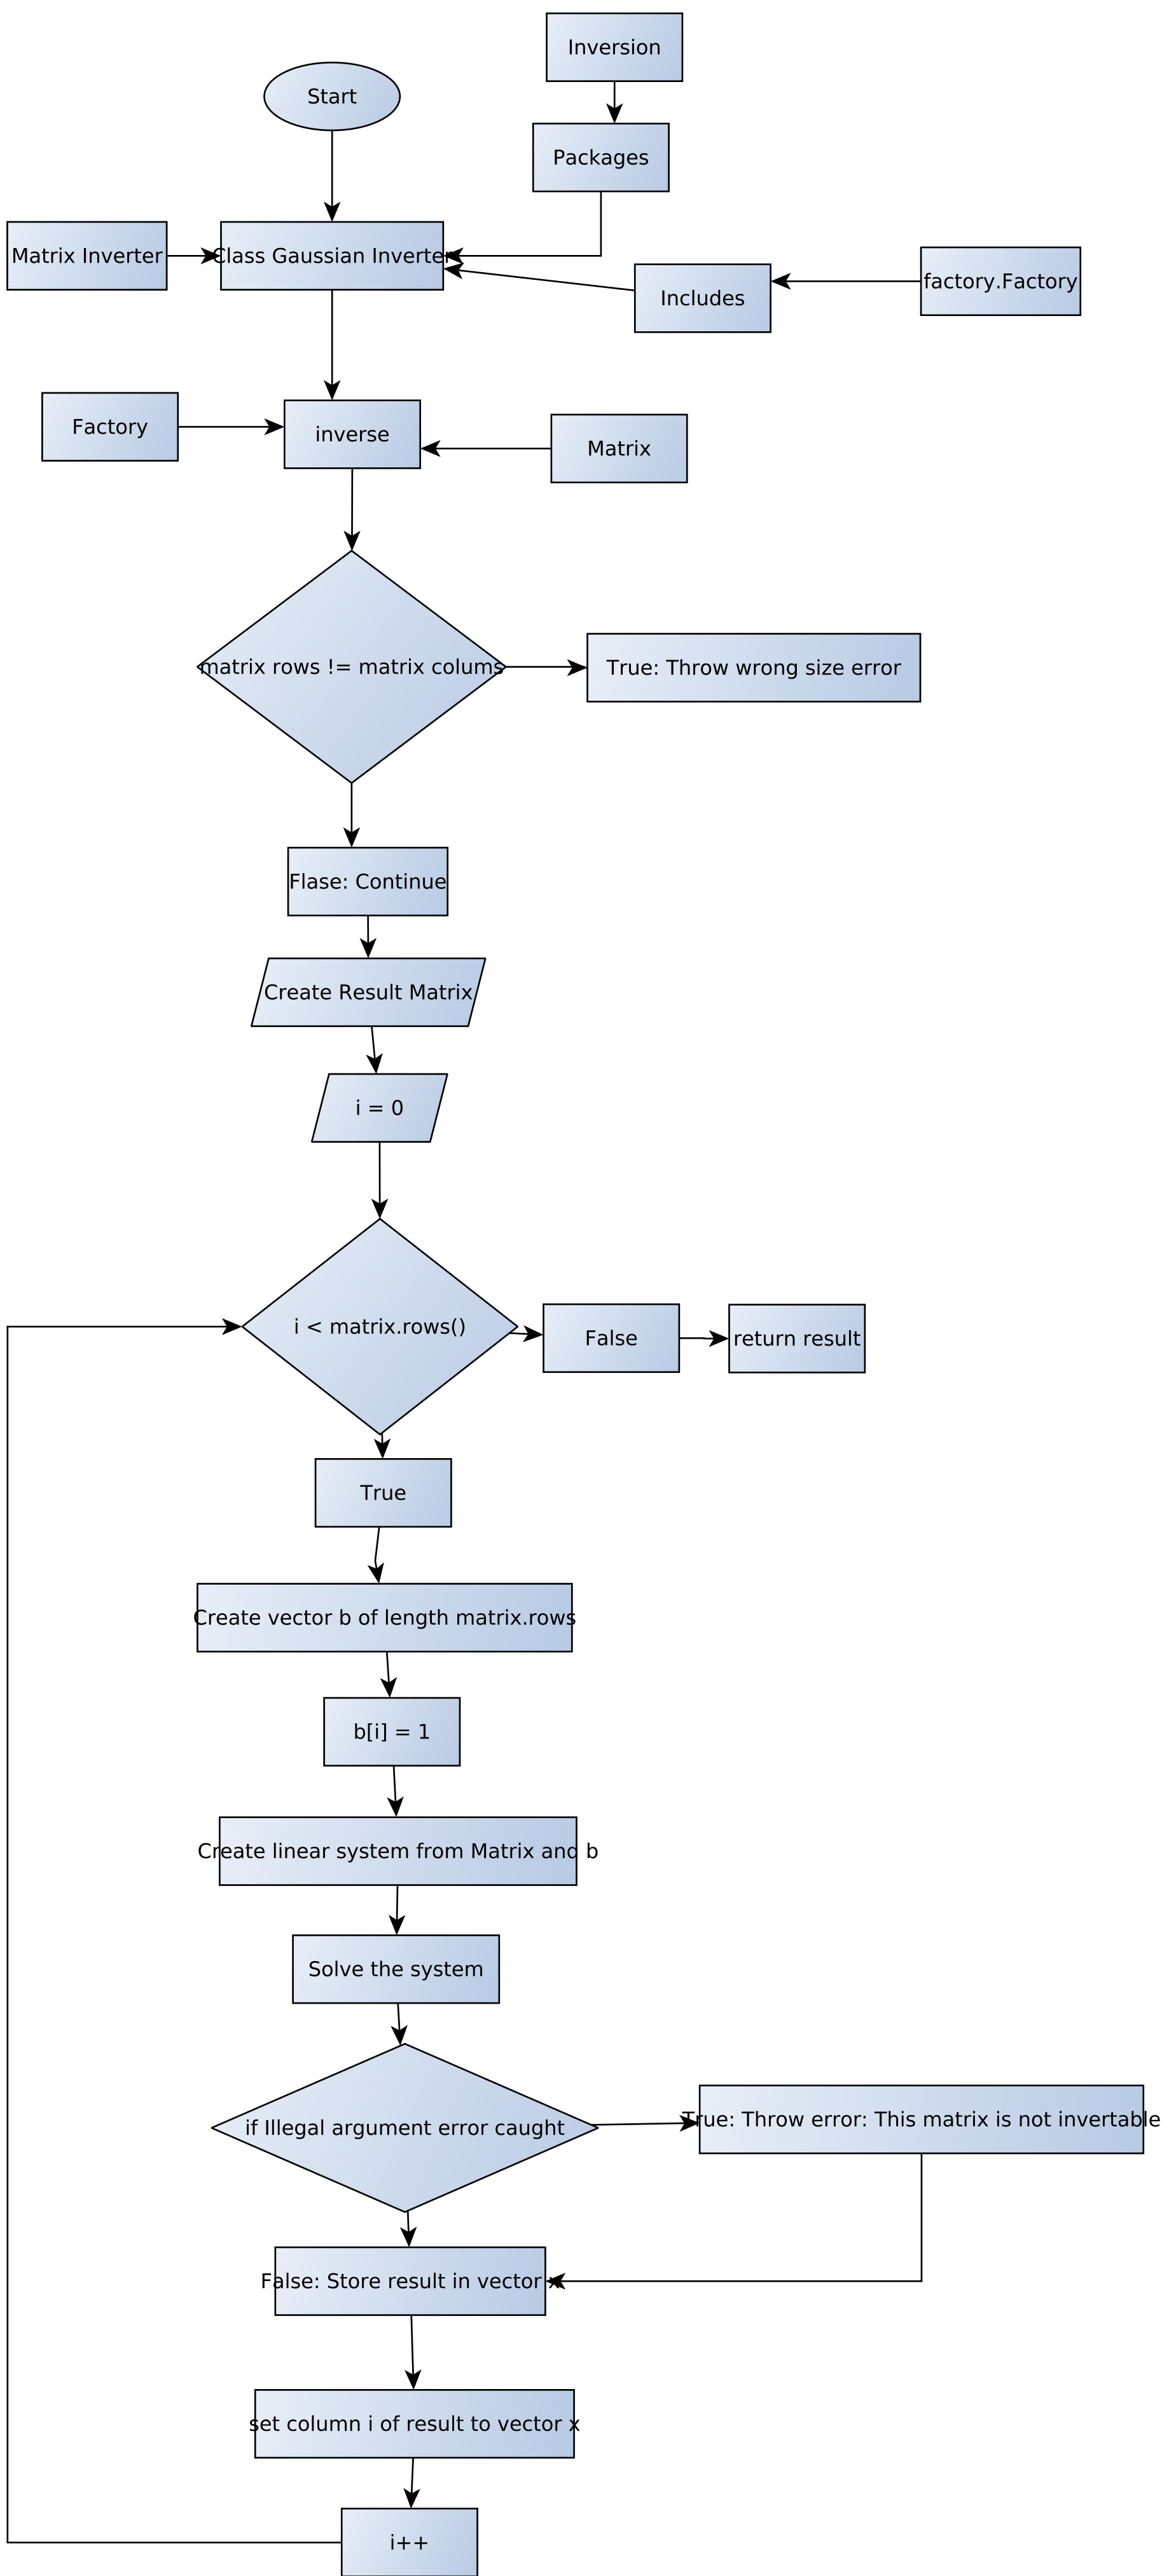 Inversion
Start
Packages
Matrix Inverter
Class Gaussian Inverter
Includes
factory.Factory
Factory
inverse
Matrix
matrix rows != matrix colums
True: Throw wrong size error
Flase: Continue
Create Result Matrix
i = 0
i < matrix.rows()
False
return result
True
Create vector b of length matrix.rows
b[i] = 1
Create linear system from Matrix and b
Solve the system
if Illegal argument error caught
True: Throw error: This matrix is not invertable
False: Store result in vector x
set column i of result to vector x
i++